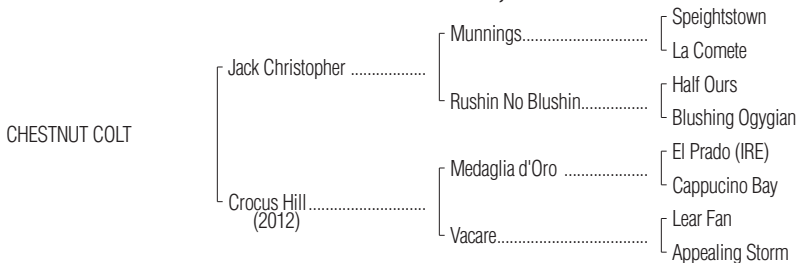 Speightstown
Munnings
La Comete
Jack Christopher
Half Ours
Rushin No Blushin
Blushing Ogygian
CHESTNUT COLT
El Prado (IRE)
Medaglia d'Oro
Cappucino Bay
Crocus Hill
(2012)
Lear Fan
Vacare
Appealing Storm